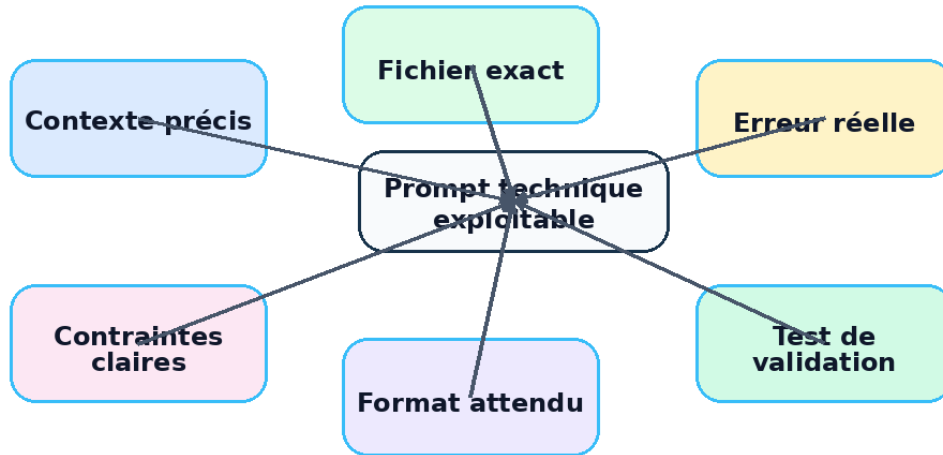 Fichier exact
Contexte précis
Erreur réelle
Prompt technique
exploitable
Contraintes
claires
Test de
validation
Format attendu